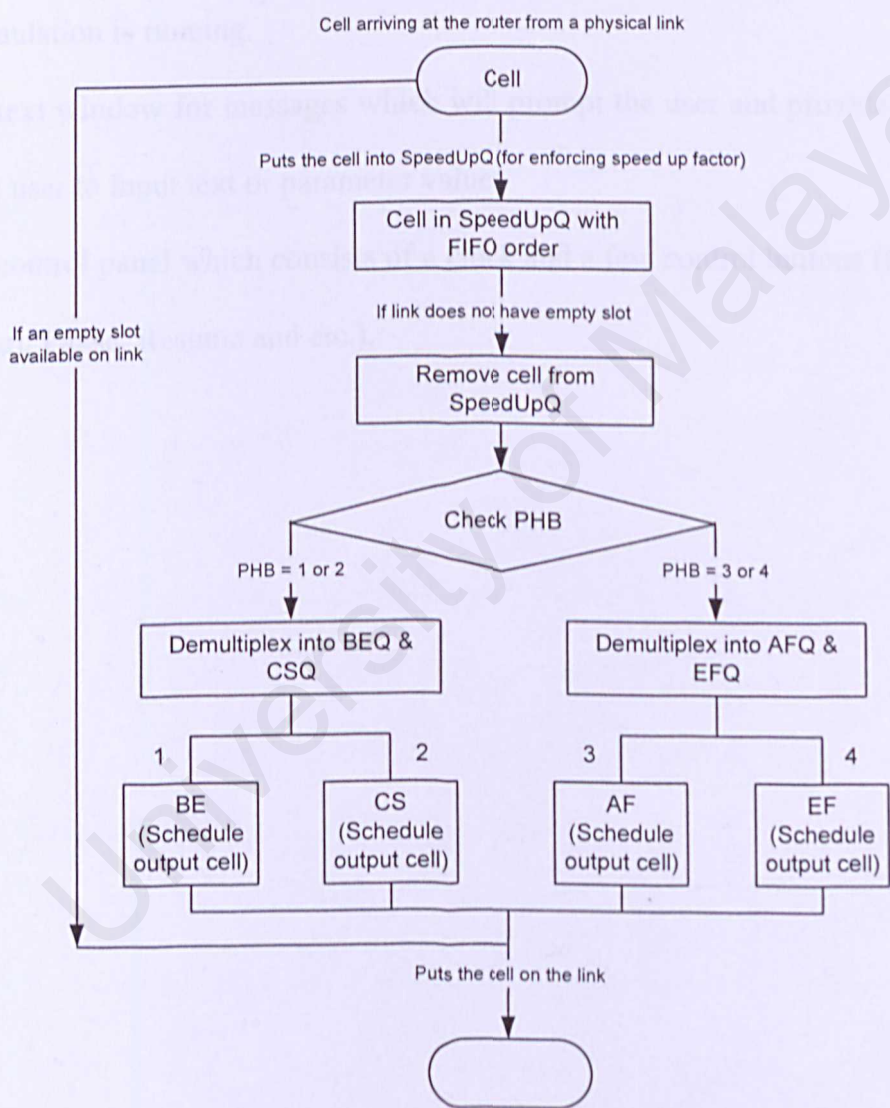 Cell arriving at the router from a physical link
Cell
Puts the cell into SpeedUpQ (for enforcing speed up factor)
Cell in SpeedUpQ with
FIFO order
If an empty slot
available on link
If link does not have empty slot
Remove cell from
SpeedUpQ
Check PHB
PHB = 1 or 2
PHB = 3 or 4
Demultiplex into BEQ &
CSQ
Demultiplex into AFQ &
EFQ
1
2
3
4
BE
(Schedule
output cell)
CS
(Schedule
output cell)
AF
(Schedule
output cell)
EF
(Schedule
output cell)
Puts the cell on the link
University of Malaya